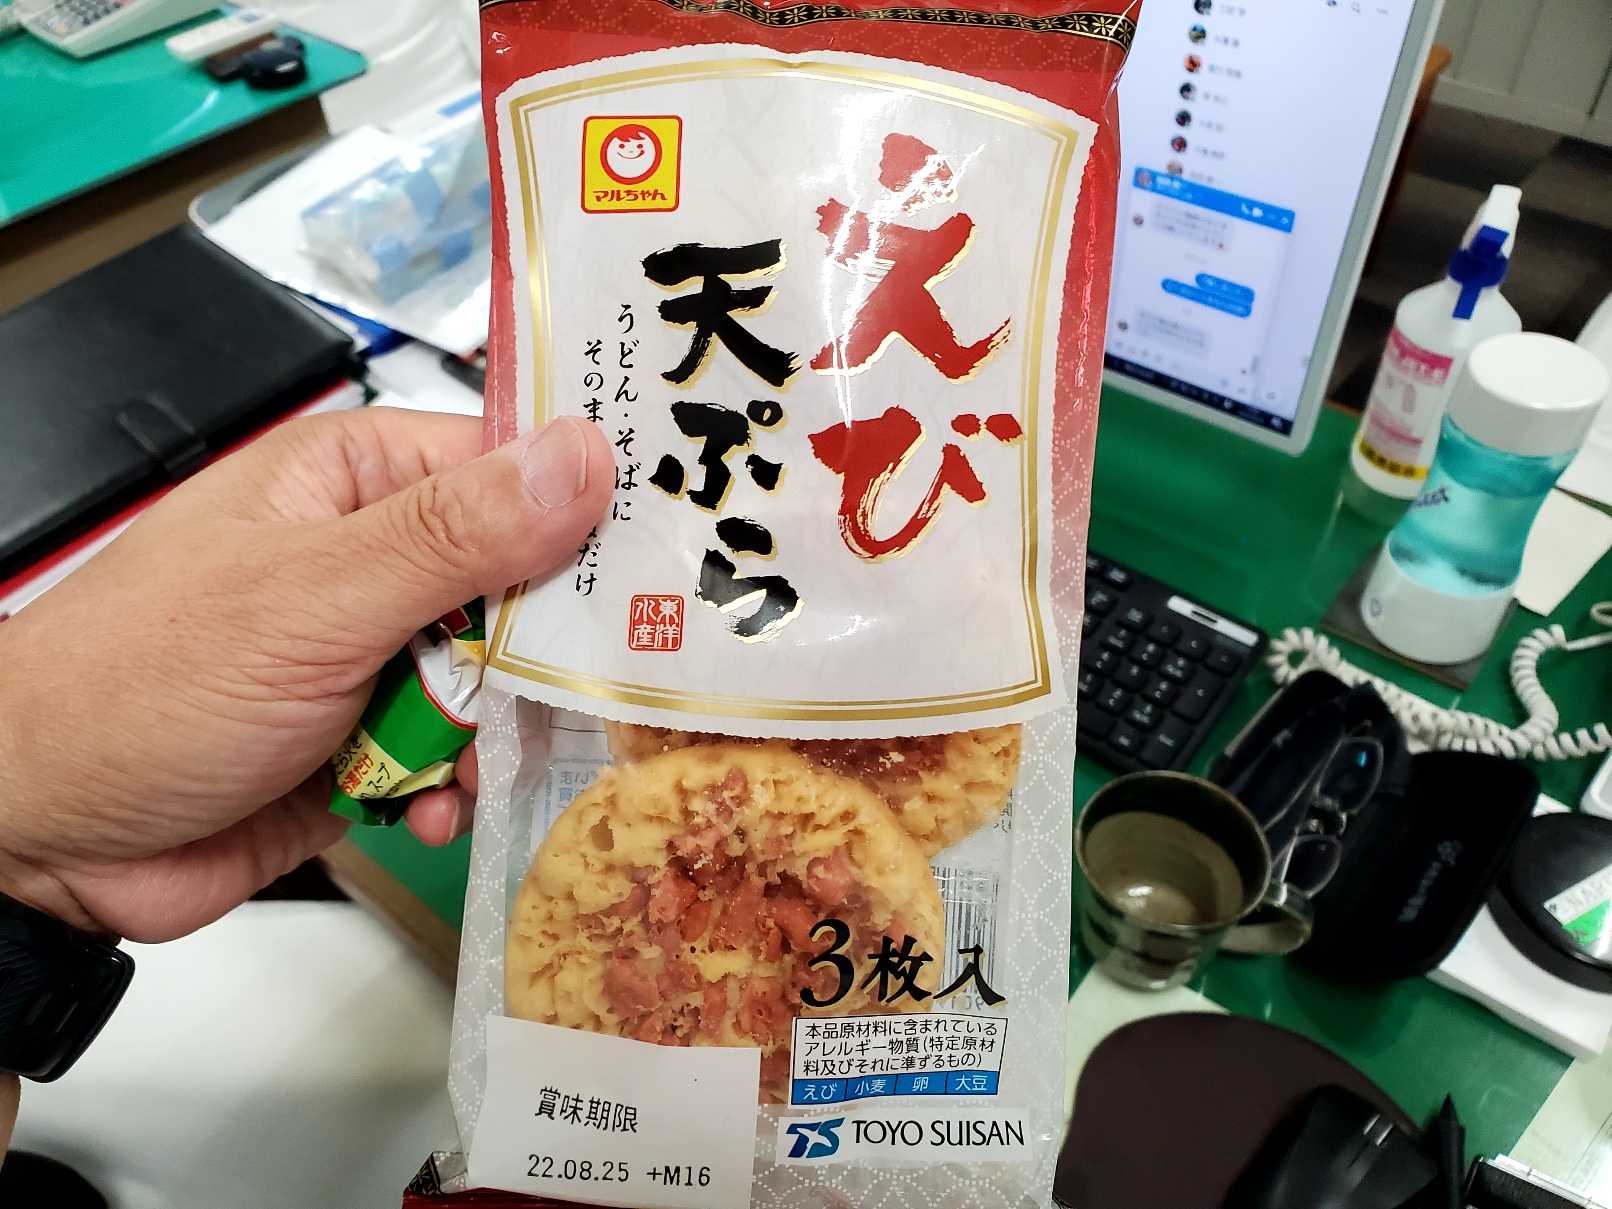 マルちゃん
えび
天ぷら
うどん・そばに
そのま だけ
東洋
水産
3枚入
本品原材料に含まれている
アレルギー物質(特定原材
料及びそれに準ずるもの)
えび 小麦 卵 大豆
TS TOYO SUISAN
賞味期限
22.08.25 +M16
スープ